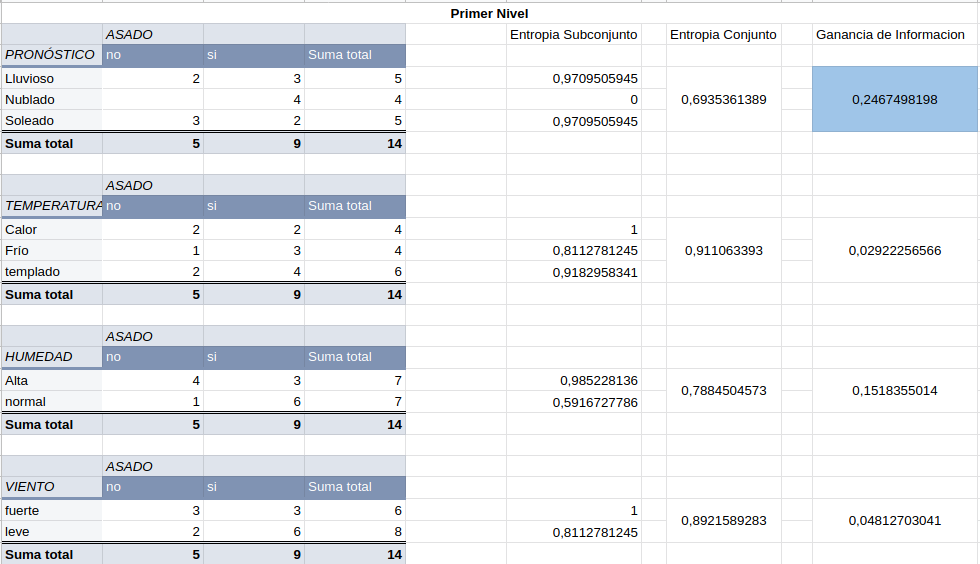 Primer Nivel
ASADO Entropia Subconjunto Entropia Conjunto Ganancia de Informacion
PRONÓSTICO no si Suma total
Lluvioso 2 3 5 0,9709505945
Nublado 4 4 0 0,6935361389 0,2467498198
Soleado 3 2 5 0,9709505945
Suma total 5 9 14
ASADO
TEMPERATURA no si Suma total
Calor 2 2 4 1
Frío 1 3 4 0,8112781245 0,911063393 0,02922256566
templado 2 4 6 0,9182958341
Suma total 5 9 14
ASADO
HUMEDAD no si Suma total
Alta 4 3 7 0,985228136
0,7884504573 0,1518355014
normal 1 6 7 0,5916727786
Suma total 5 9 14
ASADO
VIENTO no si Suma total
fuerte 3 3 6 1
0,8921589283 0,04812703041
leve 2 6 8 0,8112781245
Suma total 5 9 14